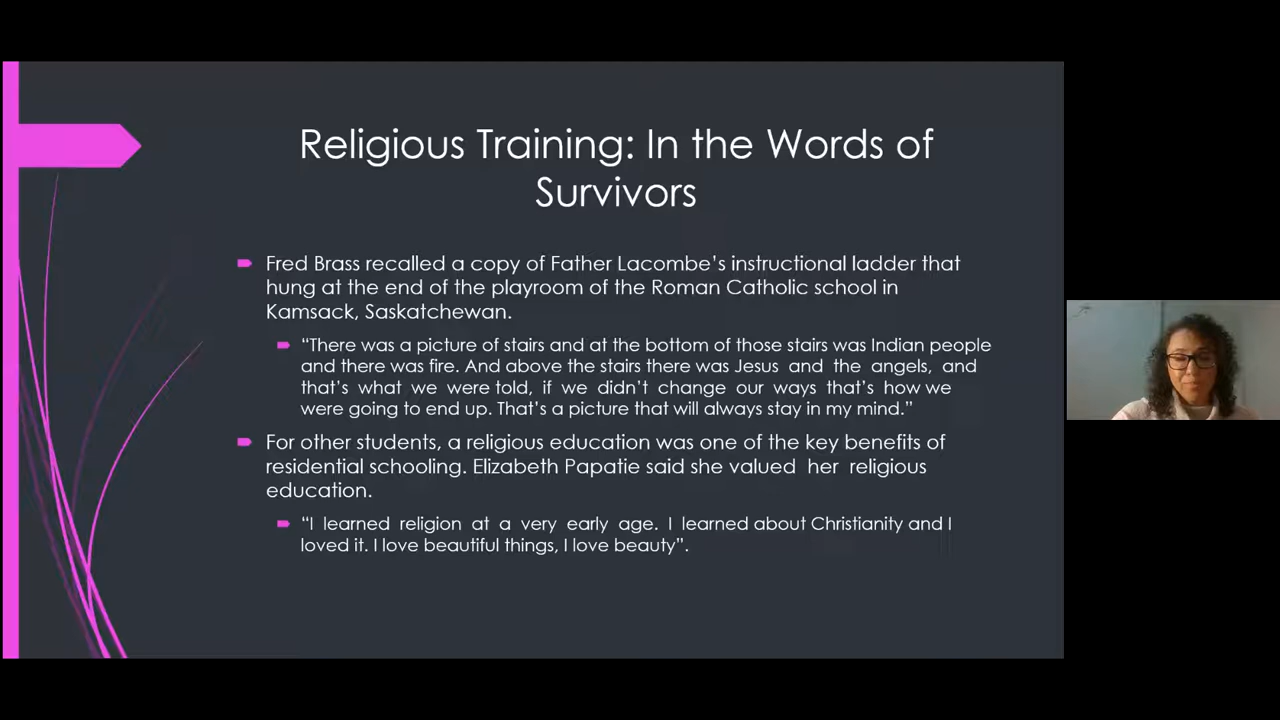 Religious Training: In the Words of
Survivors
Fred Brass recalled a copy of Father Lacombe’s instructional ladder that
hung at the end of the playroom of the Roman Catholic school in
Kamsack, Saskatchewan.
“There was a picture of stairs and at the bottom of those stairs was Indian people
and there was fire. And above the stairs there was Jesus and the angels, and
that’s what we were told, if we didn’t change our ways that’s how we
were going to end up. That’s a picture that will always stay in my mind.”
For other students, a religious education was one of the key benefits of
residential schooling. Elizabeth Papatie said she valued her religious
education.
“I learned religion at a very early age. I learned about Christianity and I
loved it. I love beautiful things, I love beauty”.